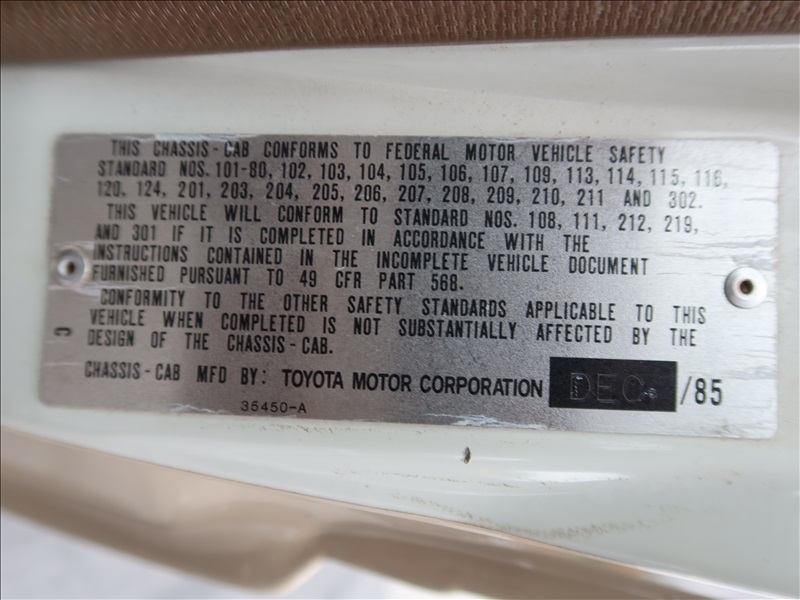 THIS CHASSIS-CAB CONFORMS TO FEDERAL MOTOR VEHICLE SAFETY
STANDARD NOS. 101-80, 102, 103, 104, 105, 106, 107, 109, 113, 114, 115, 116,
120, 124, 201, 203, 204, 205, 206, 207, 208, 209, 210, 211 AND 302.
THIS VEHICLE WILL CONFORM TO STANDARD NOS. 108, 111, 212, 219,
AND 301 IF IT IS COMPLETED IN ACCORDANCE WITH THE
INSTRUCTIONS CONTAINED IN THE INCOMPLETE VEHICLE DOCUMENT
FURNISHED PURSUANT TO 49 CFR PART 568.
CONFORMITY TO THE OTHER SAFETY STANDARDS APPLICABLE TO THIS
VEHICLE WHEN COMPLETED IS NOT SUBSTANTIALLY AFFECTED BY THE
DESIGN OF THE CHASSIS-CAB.
C
CHASSIS-CAB MFD BY: TOYOTA MOTOR CORPORATION DEC. /85
35450-A